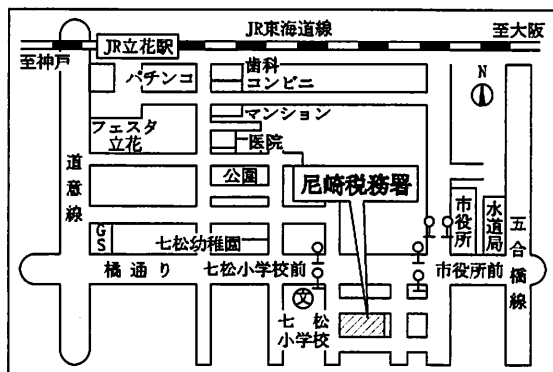 JR東海道線
至大阪
JR立花駅
至神戸
歯科
パチンコ
コンビニ
N
マンション
フェスタ
立花
医院
道意線
公園
尼崎税務署
市役所
水道局
五合橋線
GS
七松幼稚園
橘通り
七松小学校前
市役所前
文
七松
小学校